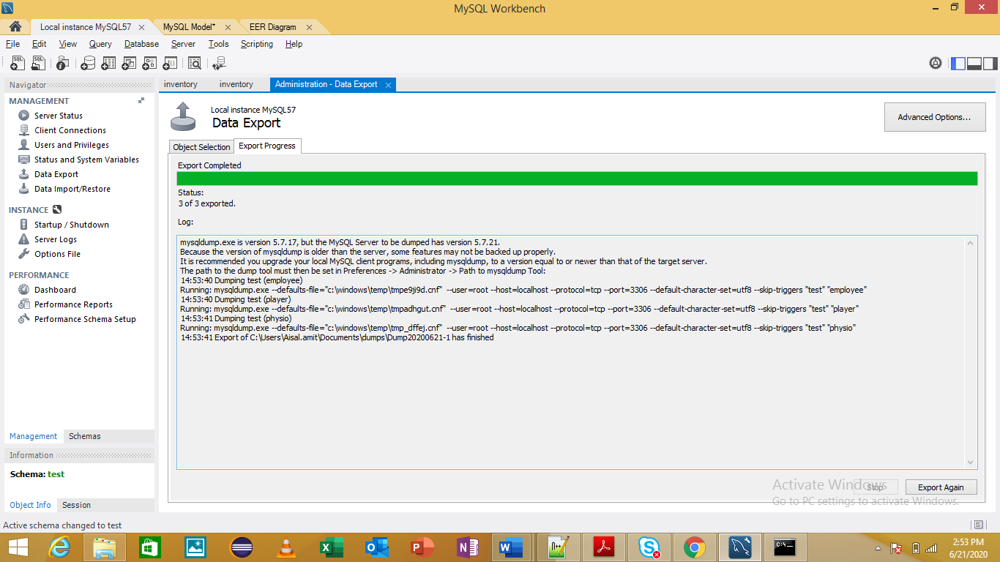 MySQL Workbench
Local instance MySQL57
MySQL Model*
EER Diagram
File Edit View Query Database Server Tools Scripting Help
Navigator
MANAGEMENT
Server Status
Client Connections
Users and Privileges
Status and System Variables
Data Export
Data Import/Restore
INSTANCE
Startup / Shutdown
Server Logs
Options File
PERFORMANCE
Dashboard
Performance Reports
Performance Schema Setup
Management Schemas
Information
Schema: test
Object Info Session
inventory inventory Administration - Data Export
Local instance MySQL57
Data Export
Advanced Options...
Object Selection Export Progress
Export Completed
Status:
3 of 3 exported.
Log:
mysqldump.exe is version 5.7.17, but the MySQL Server to be dumped has version 5.7.21.
Because the version of mysqldump is older than the server, some features may not be backed up properly.
It is recommended you upgrade your local MySQL client programs, including mysqldump, to a version equal to or newer than that of the target server.
The path to the dump tool must then be set in Preferences -> Administrator -> Path to mysqldump Tool:
14:53:40 Dumping test (employee)
Running: mysqldump.exe --defaults-file="c:\windows\temp\tmpe9ji9d.cnf" --user=root --host=localhost --protocol=tcp --port=3306 --default-character-set=utf8 --skip-triggers "test" "employee"
14:53:40 Dumping test (player)
Running: mysqldump.exe --defaults-file="c:\windows\temp\tmpadhgut.cnf" --user=root --host=localhost --protocol=tcp --port=3306 --default-character-set=utf8 --skip-triggers "test" "player"
14:53:41 Dumping test (physio)
Running: mysqldump.exe --defaults-file="c:\windows\temp\tmp_dffej.cnf" --user=root --host=localhost --protocol=tcp --port=3306 --default-character-set=utf8 --skip-triggers "test" "physio"
14:53:41 Export of C:\Users\Aisal.amit\Documents\dumps\Dump20200621-1 has finished
Activate Windows
Go to PC settings to activate Windows.
Stop
Export Again
Active schema changed to test
2:53 PM
6/21/2020